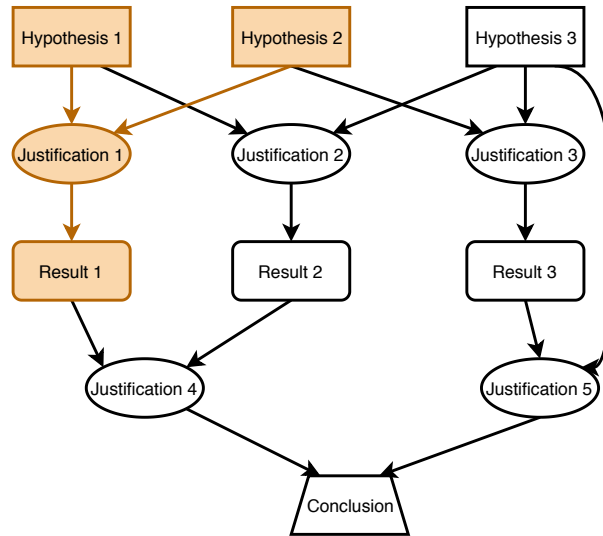 Hypothesis 1
Hypothesis 2
Hypothesis 3
Justification 1
Justification 2
Justification 3
Result 1
Result 2
Result 3
Justification 4
Justification 5
Conclusion